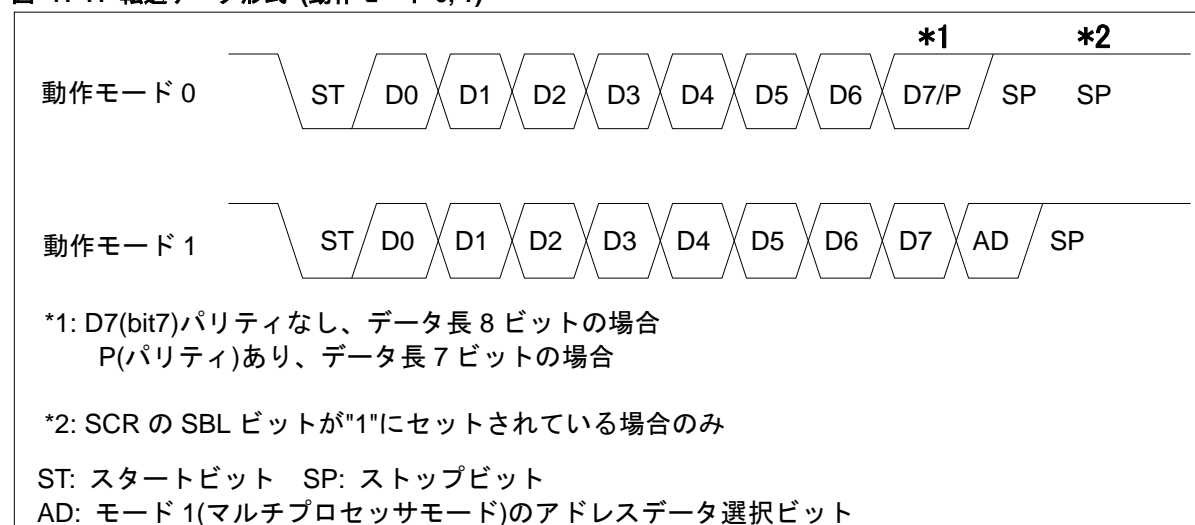 *1 *2
動作モード 0 ST D0 D1 D2 D3 D4 D5 D6 D7/P SP SP
動作モード 1 ST D0 D1 D2 D3 D4 D5 D6 D7 AD SP
*1: D7(bit7)パリティなし、データ長 8 ビットの場合
P(パリティ)あり、データ長 7 ビットの場合
*2: SCR の SBL ビットが"1"にセットされている場合のみ
ST: スタートビット SP: ストップビット
AD: モード 1(マルチプロセッサモード)のアドレスデータ選択ビット